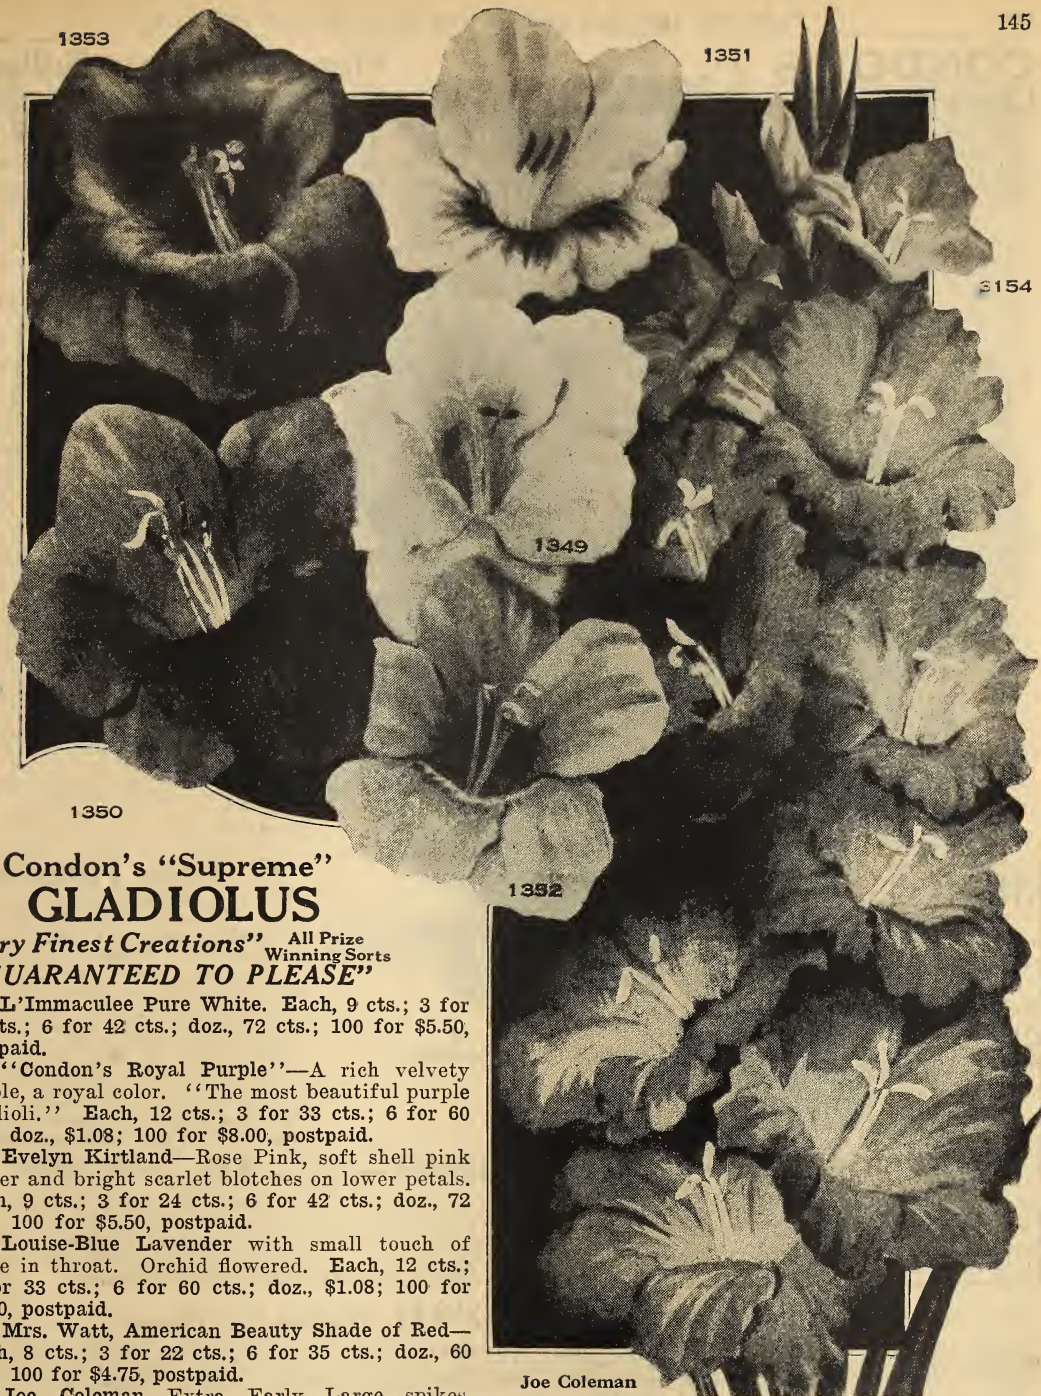 145
1353
1351
3154
1349
1350
1352
Condon's "Supreme"
GLADIOLUS
ry Finest Creations" All Prize
Winning Sorts
UARANTEED TO PLEASE"
L'Immaculee Pure White. Each, 9 cts.; 3 for
ts.; 6 for 42 cts.; doz., 72 cts.; 100 for $5.50,
paid.
"Condon's Royal Purple"—A rich velvety
le, a royal color. "The most beautiful purple
lioli." Each, 12 cts.; 3 for 33 cts.; 6 for 60
doz., $1.08; 100 for $8.00, postpaid.
Evelyn Kirtland—Rose Pink, soft shell pink
er and bright scarlet blotches on lower petals.
h, 9 cts.; 3 for 24 cts.; 6 for 42 cts.; doz., 72
100 for $5.50, postpaid.
Louise-Blue Lavender with small touch of
e in throat. Orchid flowered. Each, 12 cts.;
r 33 cts.; 6 for 60 cts.; doz., $1.08; 100 for
0, postpaid.
Mrs. Watt, American Beauty Shade of Red—
h, 8 cts.; 3 for 22 cts.; 6 for 35 cts.; doz., 60
100 for $4.75, postpaid.
Joe Coleman Extra Early Large spikes
Joe Coleman